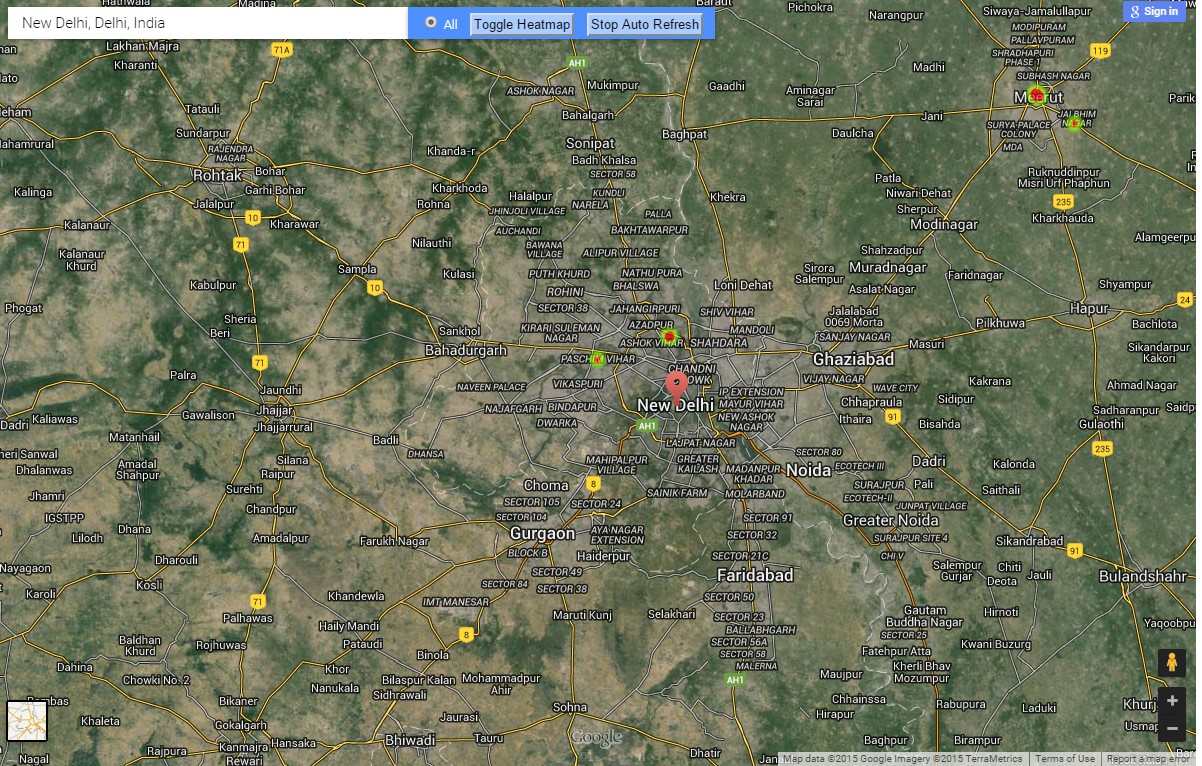 New Delhi, Delhi, India
All
Toggle Heatmap
Stop Auto Refresh
Sign in
Madina
Baraut
Pichokra
Siwaya-Jamalullapur
Narangpur
MODIPURAM
PALLAVPURAM
Lakhan Majra
71A
119
SHRADHAPURI
PHASE 1
AH1
Kharanti
Madhi
SUBHASH NAGAR
Mukimpur
Gaadhi
Aminagar
Sarai
ASHOK NAGAR
Meerut
Tatauli
Bahalgarh
Jani
JAI BHIM
NAGAR
Sundarpur
Baghpat
Daulcha
SURYA PALACE
COLONY
Sonipat
RAJENDRA
NAGAR
Khanda-r
MDA
Badh Khalsa
Bohar
SECTOR 58
Rohtak
Ruknuddinpur
Misri Urf Phaphun
Patla
Kalinga
Garhi Bohar
Kharkhoda
KUNDLI
Niwari Dehat
Halalpur
Khekra
Jalalpur
Rohna
NARELA
235
Sherpur
10
JHINJOLI VILLAGE
PALLA
Kharkhauda
Kalanaur
Kharawar
AUCHANDI
BAKHTAWARPUR
Modinagar
71
Nilauthi
BAWANA
VILLAGE
ALIPUR VILLAGE
Shahzadpur
Kalanaur
Khurd
Sampla
Kulasi
PUTH KHURD
NATHU PURA
Sirora
Salempur
Muradnagar
Faridnagar
Kabulpur
10
BHALSWA
Loni Dehat
Asalat Nagar
Shyampur
ROHINI
24
Phogat
SECTOR 38
JAHANGIRPURI
SHIV VIHAR
Jalalabad
0069 Morta
Hapur
Sheria
AZADPUR
Pilkhuwa
Bachlota
Beri
Sankhol
KIRARI SULEMAN
NAGAR
MANDOLI
SANJAY NAGAR
ASHOK VIHAR
SHAHDARA
Masuri
Bahadurgarh
PASCHIM VIHAR
Ghaziabad
Sikandarpur
Kakori
71
Palra
CHANDNI
CHOWK
VIJAY NAGAR
Kakrana
Jaundhi
NAVEEN PALACE
VIKASPURI
WAVE CITY
Ahmad Nagar
IP EXTENSION
Sidipur
Jhajjar
NAJAFGARH
BINDAPUR
New Delhi
MAYUR VIHAR
Chhapraula
Sadharanpur
Kaliawas
Gawalison
NEW ASHOK
NAGAR
Ithaira
91
Bisahda
Gulaothi
Jhajjarrural
DWARKA
AH1
Matanhail
Badli
LAJPAT NAGAR
235
DHANSA
SECTOR 80
Dhalanwas
Amadal
Shahpur
Silana
MAHIPALPUR
VILLAGE
GREATER
KAILASH
MADANPUR
KHADAR
Noida
ECOTECH III
Dadri
Kalonda
Raipur
Choma
8
SURAJPUR
Pali
Jhamri
Surehti
SAINIK FARM
MOLARBAND
ECOTECH-II
Saithali
SECTOR 105
SECTOR 24
JUNPAT VILLAGE
IGSTPP
Chandpur
SECTOR 104
SECTOR 91
Greater Noida
Dhana
Gurgaon
AYA NAGAR
EXTENSION
SECTOR 32
SURAJPUR SITE 4
Sikandrabad
Lilodh
Amadalpur
Farukh Nagar
BLOCK B
Haiderpur
SECTOR 21C
CHI V
91
Dharouli
SECTOR 49
Faridabad
Salempur
Gurjar
Chiti
Nayagaon
Kosli
SECTOR 84
SECTOR 38
Deota
Jauli
Bulandshahr
Karoli
71
Khandewla
IMT MANESAR
SECTOR 50
Palhawas
Maruti Kunj
Selakhari
SECTOR 23
Gautam
Buddha Nagar
Hirnoti
Haily Mandi
8
BALLABHGARH
SECTOR 25
Baldhan
Khurd
Rojhuwas
Pataudi
SECTOR 56A
Kwani Buzurg
Binola
SECTOR 58
Fatehpur Atta
Dahina
Khor
MALERNA
Kherli Bhav
Mozumpur
Chowki No. 2
Bilaspur Kalan
Mohammadpur
Ahir
AH1
Maujpur
Nanukala
Sidhrawali
Chhainssa
Bikaner
Sohna
Rabupura
Laduki
Khaleta
Jaurasi
Hirapur
Gokalgarh
Tauru
Rajpura
Kanmajra
Hansaka
Bhiwadi
Google
Baghpur
Birampur
Rewari
Dhatir
Nagal
Map data ©2015 Google Imagery ©2015 TerraMetrics
Terms of Use
Report a map error